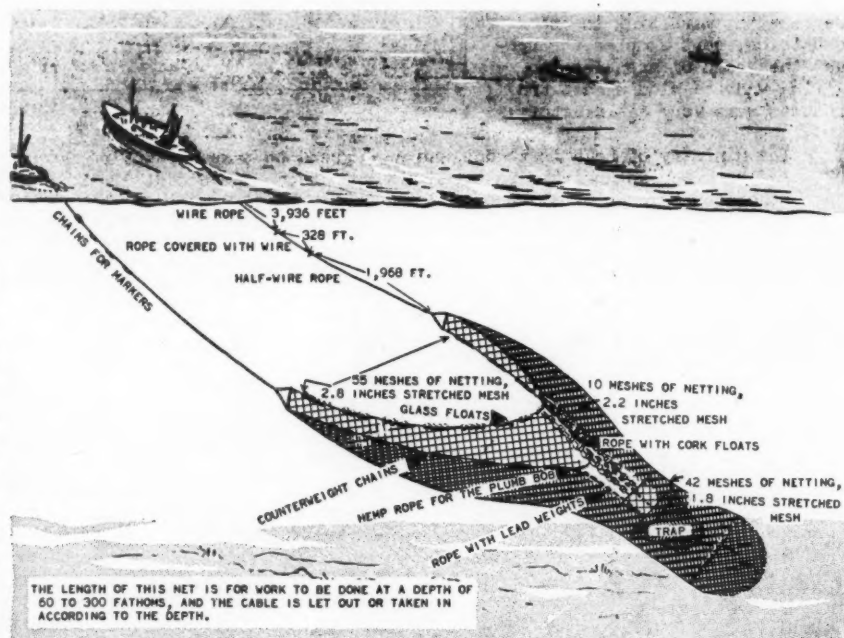 WIRE ROPE
3,936 FEET
328 FT.
ROPE COVERED WITH WIRE
1,968 FT.
HALF-WIRE ROPE
CHAINS FOR MARKERS
55 MESHES OF NETTING,
2.8 INCHES STRETCHED MESH
GLASS FLOATS
10 MESHES OF NETTING,
2.2 INCHES
STRETCHED MESH
ROPE WITH CORK FLOATS
COUNTERWEIGHT CHAINS
HEMP ROPE FOR THE PLUMB BOB
42 MESHES OF NETTING,
1.8 INCHES STRETCHED
MESH
ROPE WITH LEAD WEIGHTS
TRAP
THE LENGTH OF THIS NET IS FOR WORK TO BE DONE AT A DEPTH OF
60 TO 300 FATHOMS, AND THE CABLE IS LET OUT OR TAKEN IN
ACCORDING TO THE DEPTH.